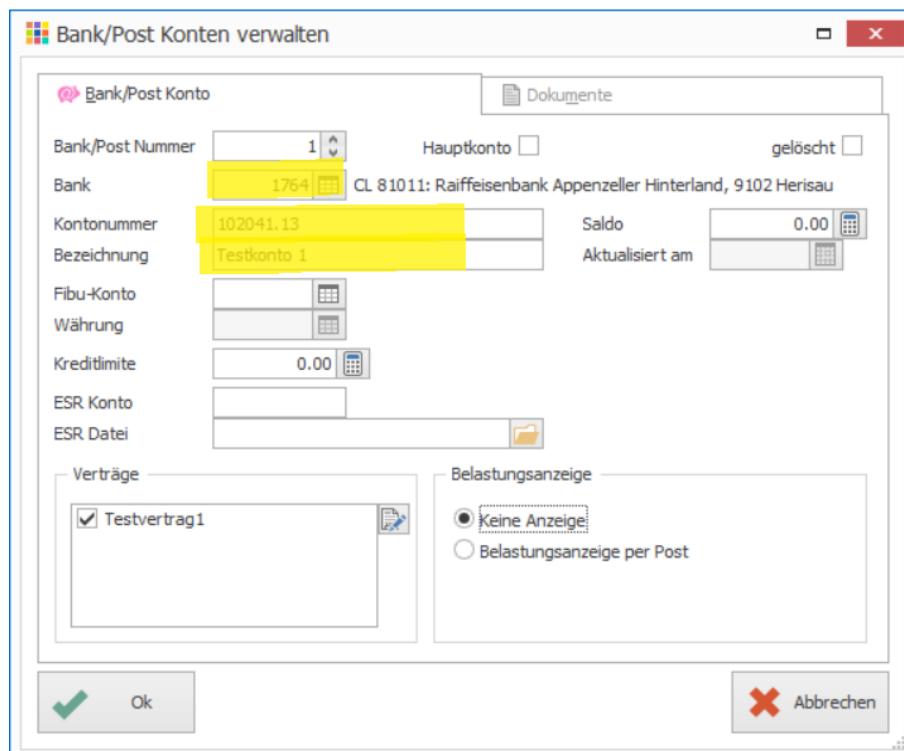 Bank/Post Konten verwalten
Bank/Post Konto
Dokumente
Bank/Post Nummer 1 Hauptkonto gelöscht
Bank 1764 CL 81011: Raiffeisenbank Appenzeller Hinterland, 9102 Herisau
Kontonummer 102041.13 Saldo 0.00
Bezeichnung Testkonto 1 Aktualisiert am
Fibu-Konto
Währung
Kreditlimite 0.00
ESR Konto
ESR Datei
Verträge
Testvertrag1
Belastungsanzeige
Keine Anzeige
Belastungsanzeige per Post
Ok
Abbrechen